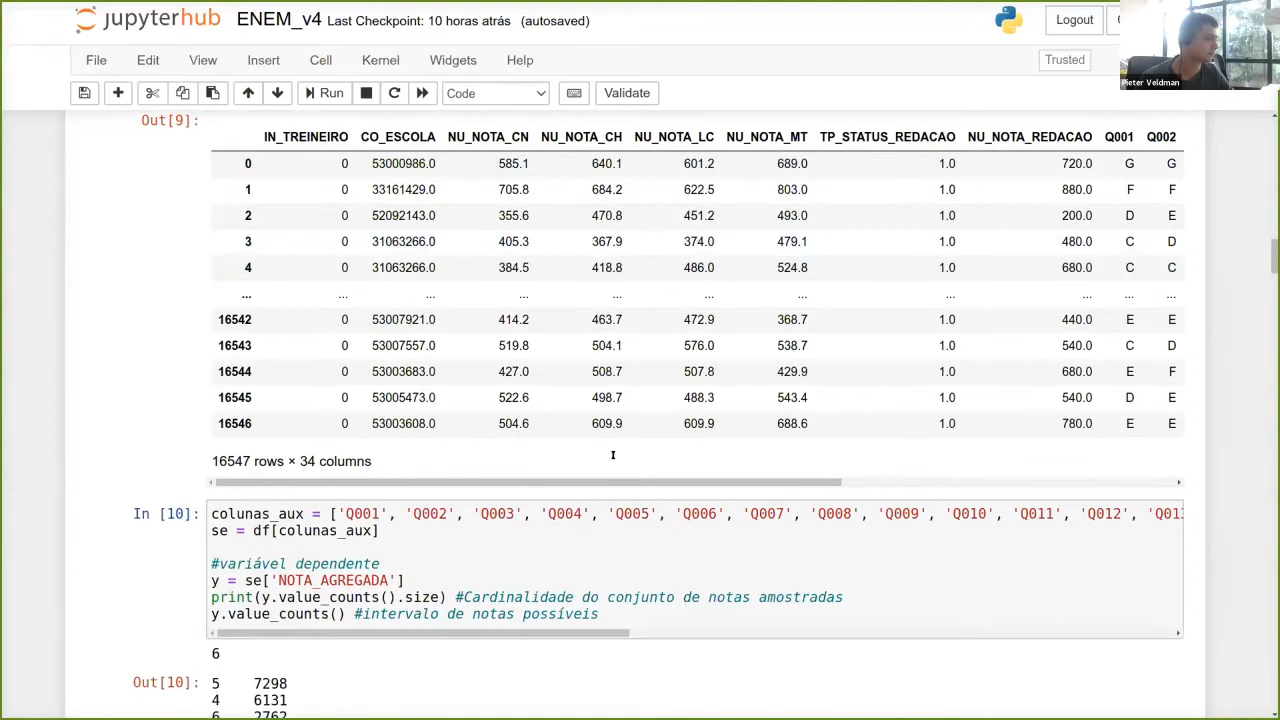 jupyterhub ENEM_v4 Last Checkpoint: 10 horas atrás (autosaved) Logout
Pieter Veldman
File Edit View Insert Cell Kernel Widgets Help Trusted
Run Code Validate
Out[9]:
IN_TREINEIRO CO_ESCOLA NU_NOTA_CN NU_NOTA_CH NU_NOTA_LC NU_NOTA_MT TP_STATUS_REDACAO NU_NOTA_REDACAO Q001 Q002
0 0 53000986.0 585.1 640.1 601.2 689.0 1.0 720.0 G G
1 0 33161429.0 705.8 684.2 622.5 803.0 1.0 880.0 F F
2 0 52092143.0 355.6 470.8 451.2 493.0 1.0 200.0 D E
3 0 31063266.0 405.3 367.9 374.0 479.1 1.0 480.0 C D
4 0 31063266.0 384.5 418.8 486.0 524.8 1.0 680.0 C C
... ... ... ... ... ... ... ... ... ... ...
16542 0 53007921.0 414.2 463.7 472.9 368.7 1.0 440.0 E E
16543 0 53007557.0 519.8 504.1 576.0 538.7 1.0 540.0 C D
16544 0 53003683.0 427.0 508.7 507.8 429.9 1.0 680.0 E F
16545 0 53005473.0 522.6 498.7 488.3 543.4 1.0 540.0 D E
16546 0 53003608.0 504.6 609.9 609.9 688.6 1.0 780.0 E E
16547 rows × 34 columns
In [10]: colunas_aux = ['Q001', 'Q002', 'Q003', 'Q004', 'Q005', 'Q006', 'Q007', 'Q008', 'Q009', 'Q010', 'Q011', 'Q012', 'Q013
se = df[colunas_aux]
#variável dependente
y = se['NOTA_AGREGADA']
print(y.value_counts().size) #Cardinalidade do conjunto de notas amostradas
y.value_counts() #intervalo de notas possíveis
6
Out[10]: 5 7298
4 6131
6 2762